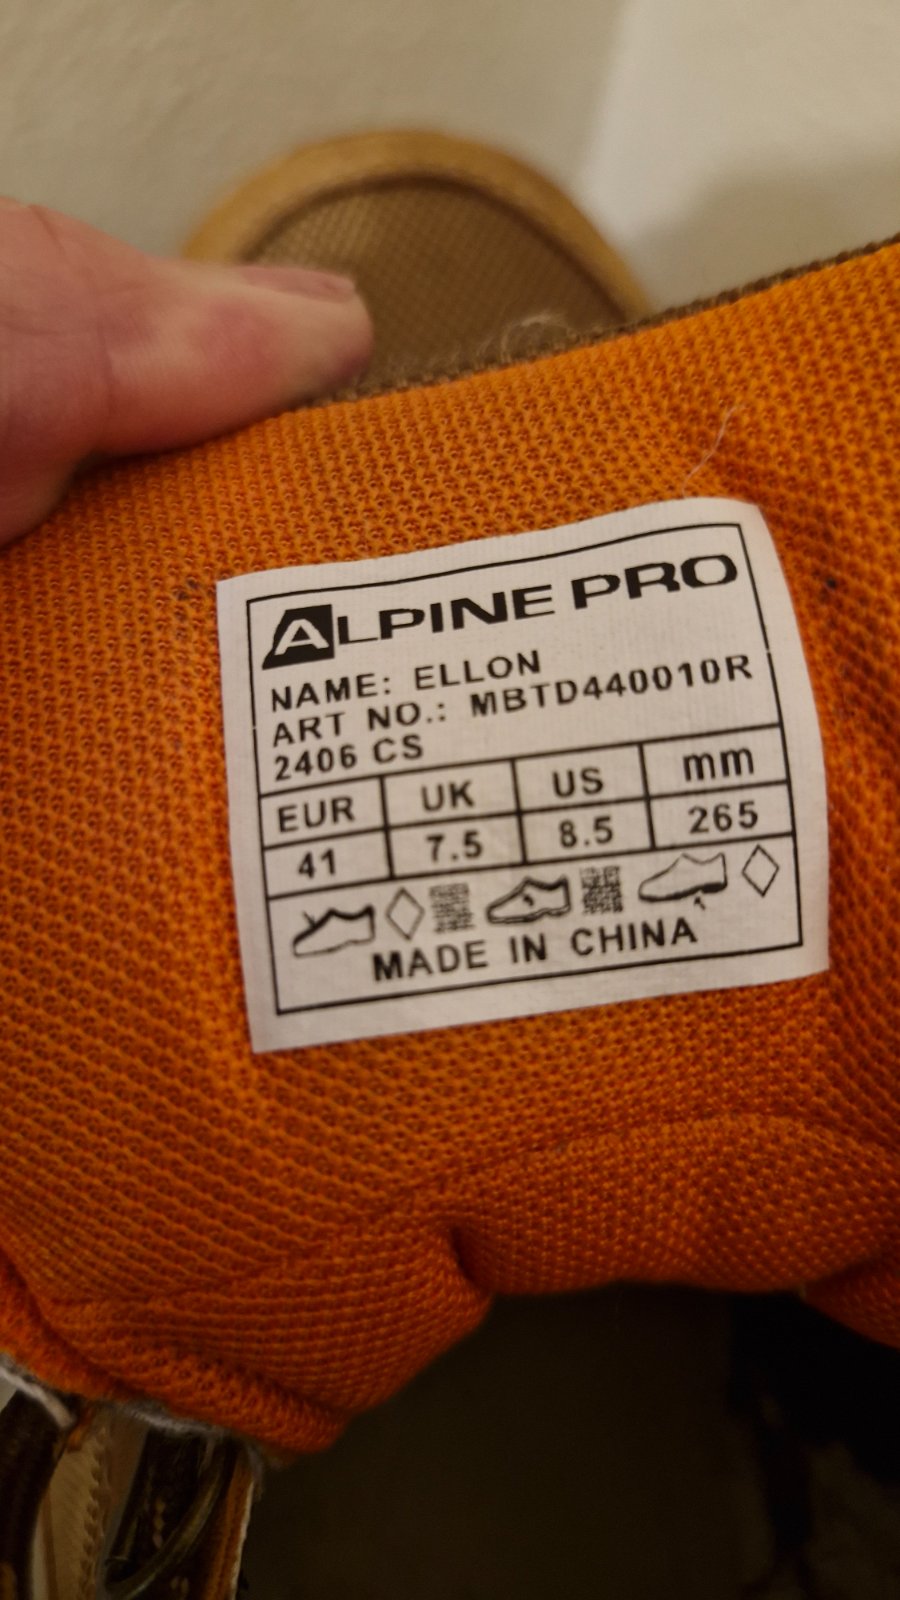 ALPINE PRO
NAME: ELLON
ART NO.: MBTD440010R
2406 CS
EUR UK US mm
41 7.5 8.5 265
MADE IN CHINA